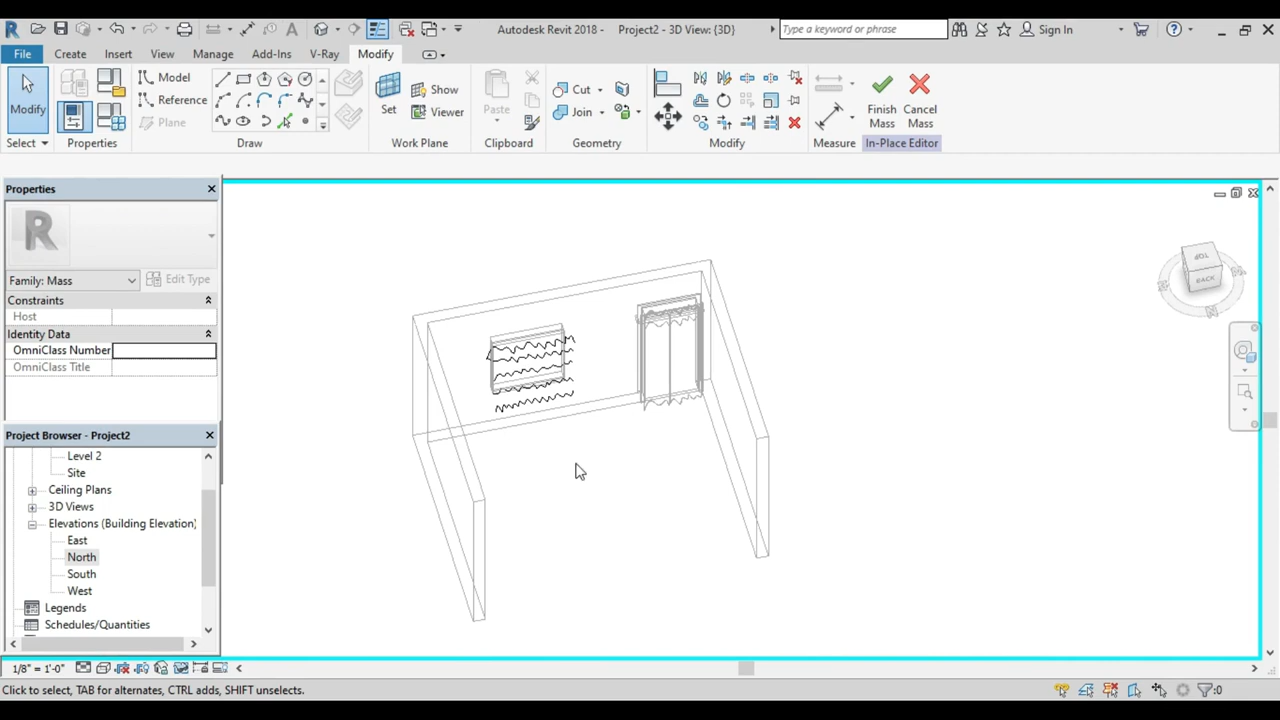 Autodesk Revit 2018 - Project2 - 3D View: {3D}
Type a keyword or phrase
Sign In
File Create Insert View Manage Add-Ins V-Ray Modify
Modify
Select
Properties
Model
Reference
Plane
Draw
Set
Show
Viewer
Work Plane
Paste
Clipboard
Cut
Join
Geometry
Modify
Measure
Finish Mass
Cancel Mass
In-Place Editor
Properties
Family: Mass
Edit Type
Constraints
Host
Identity Data
OmniClass Number
OmniClass Title
Project Browser - Project2
Level 2
Site
Ceiling Plans
3D Views
Elevations (Building Elevation)
East
North
South
West
Legends
Schedules/Quantities
TOP
BACK
1/8" = 1'-0"
Click to select, TAB for alternates, CTRL adds, SHIFT unselects.
:0